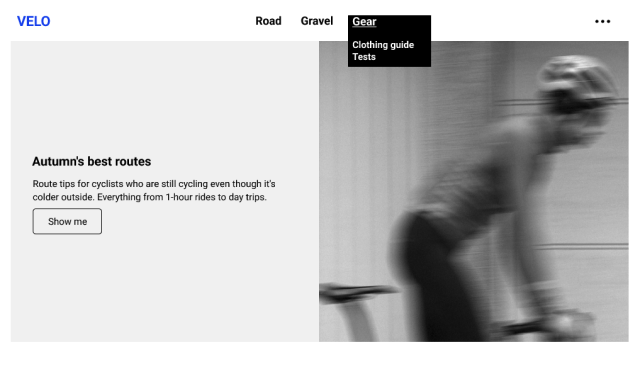 VELO
Road Gravel Gear
Clothing guide
Tests
Autumn's best routes
Route tips for cyclists who are still cycling even though it's
colder outside. Everything from 1-hour rides to day trips.
Show me